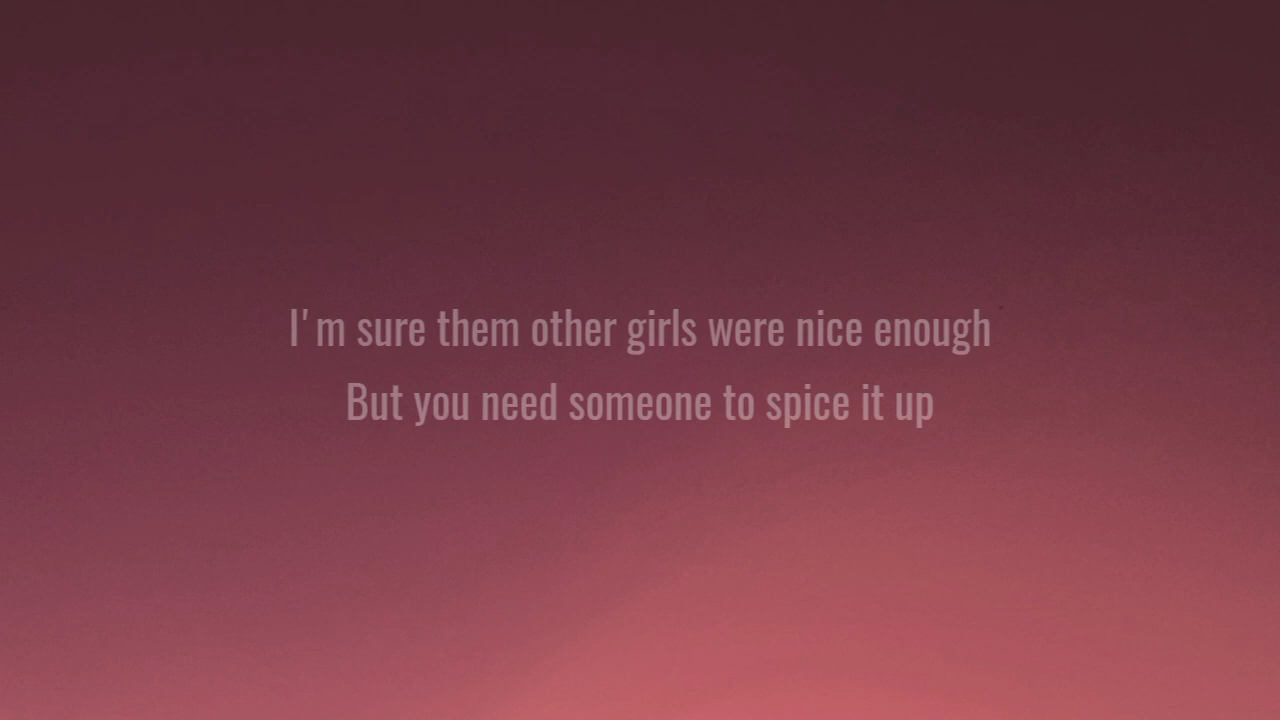 I'm sure them other girls were nice enough
But you need someone to spice it up